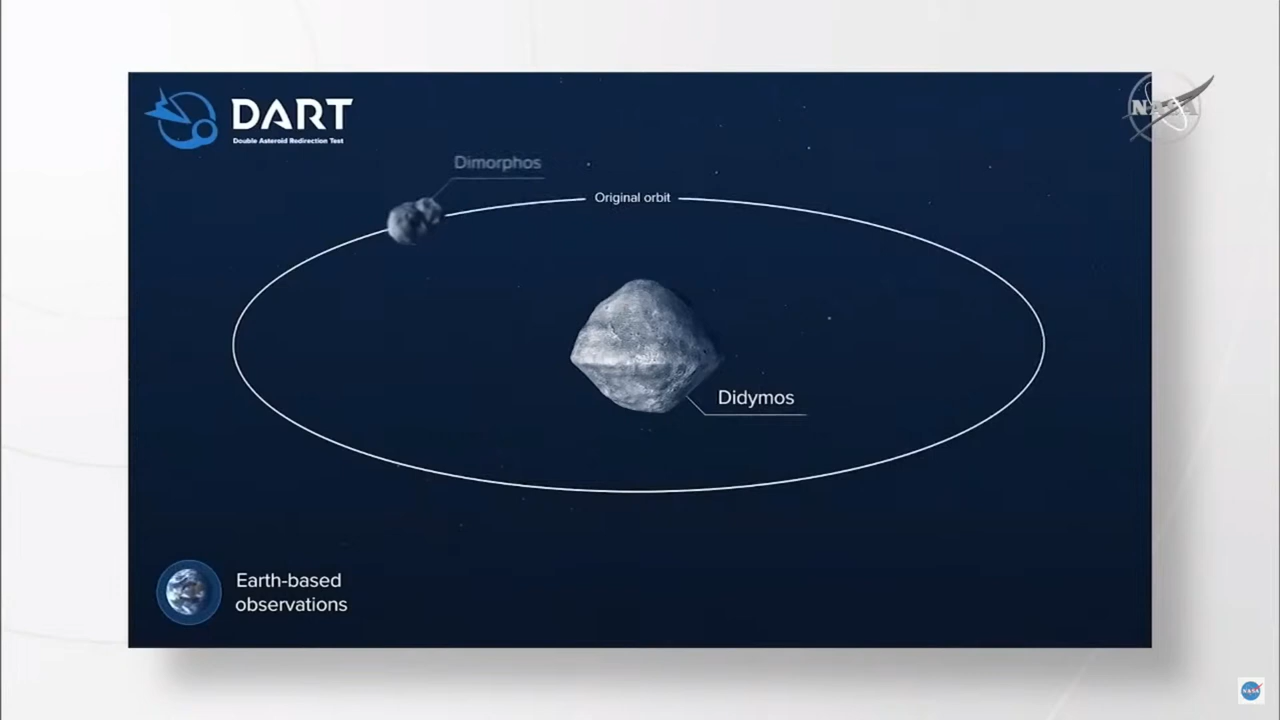 DART
Double Asteroid Redirection Test
NASA
Dimorphos
Original orbit
Didymos
Earth-based
observations
NASA